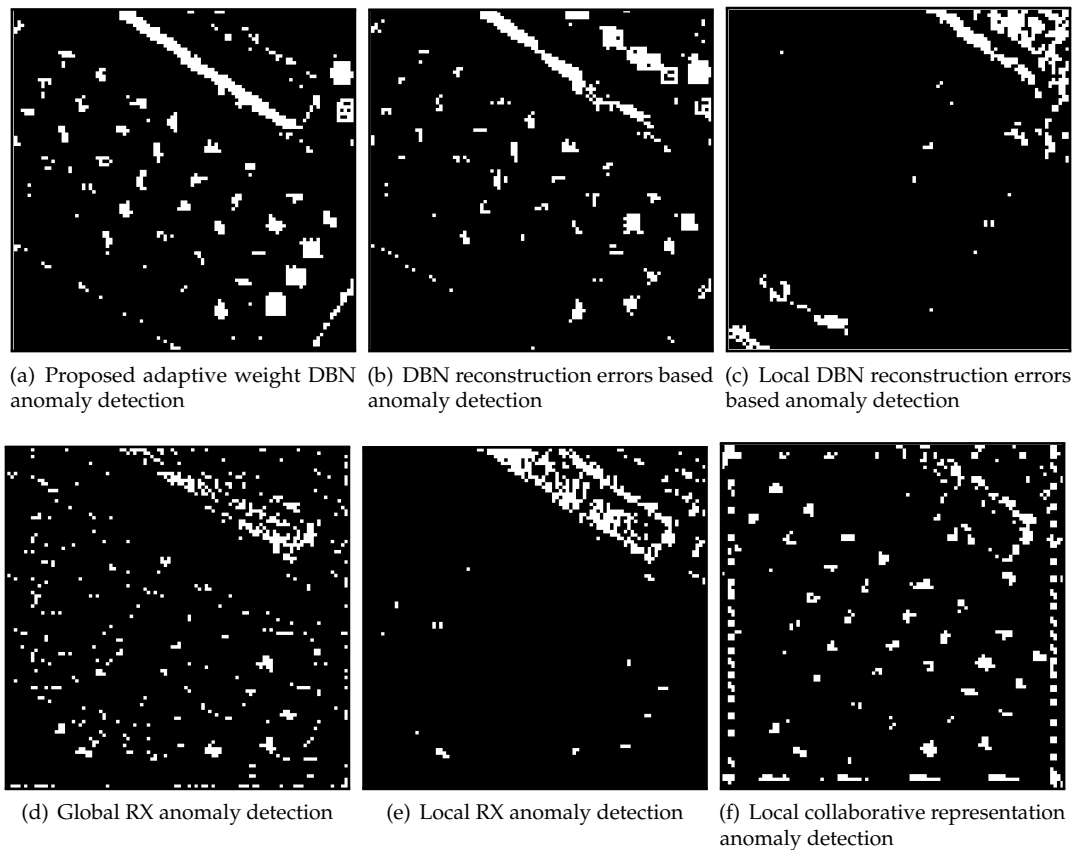 (a) Proposed adaptive weight DBN
anomaly detection
(b) DBN reconstruction errors based
anomaly detection
(c) Local DBN reconstruction errors
based anomaly detection
(d) Global RX anomaly detection
(e) Local RX anomaly detection
(f) Local collaborative representation
anomaly detection